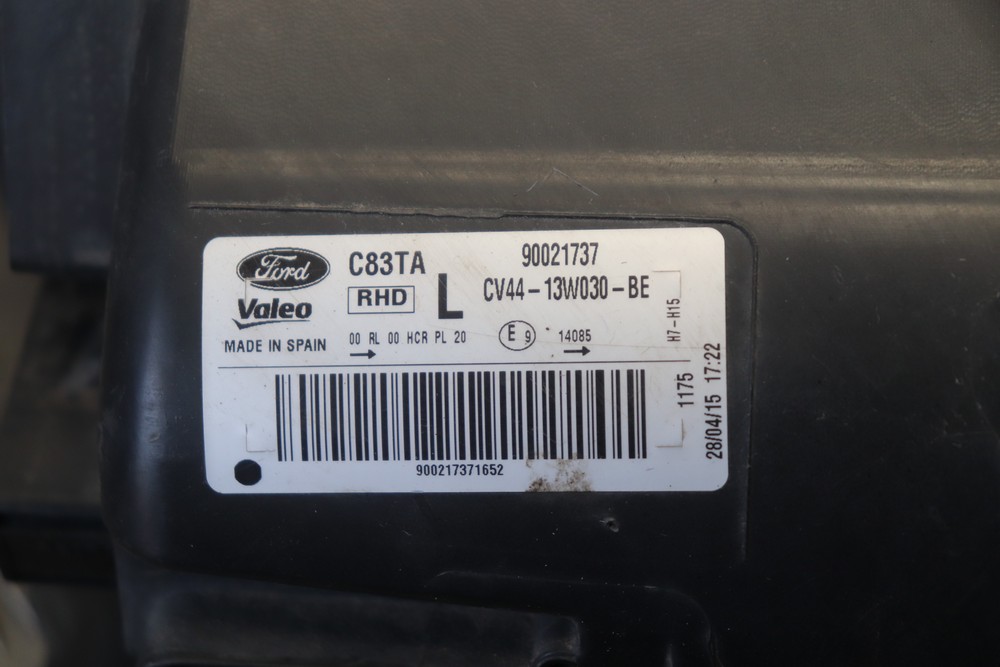 Ford
Valeo
MADE IN SPAIN
C83TA
RHD
L
90021737
CV44-13W030-BE
00 RL 00 HCR PL 20
E 9
14085
H7-H15
1175
28/04/15 17:22
900217371652